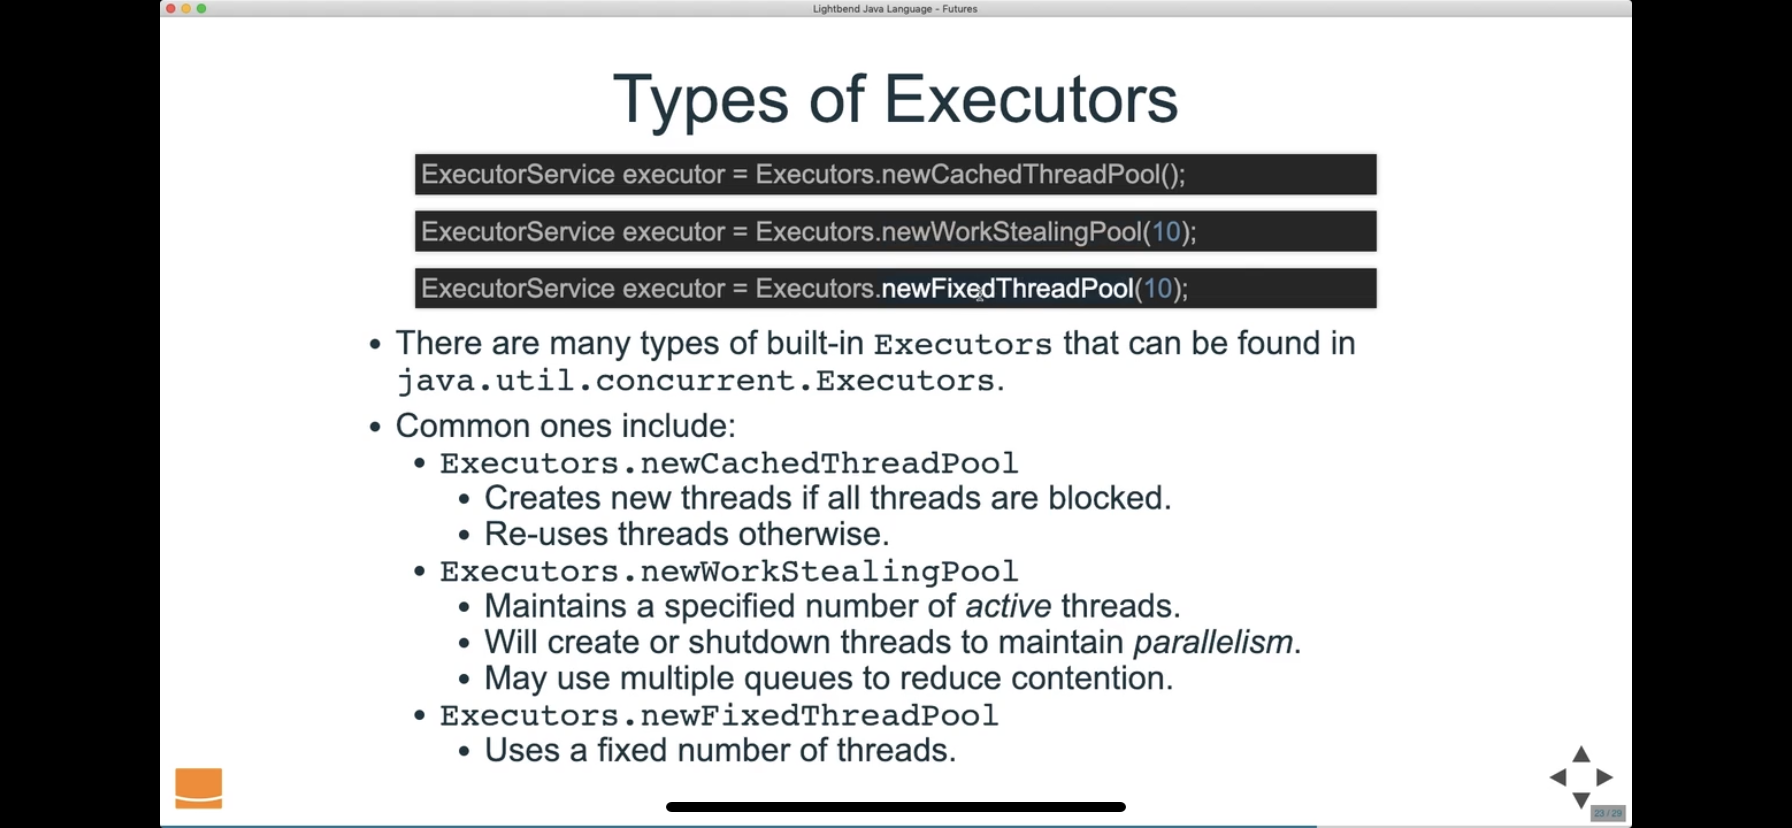 Lightbend Java Language - Futures
Types of Executors
ExecutorService executor = Executors.newCachedThreadPool();
ExecutorService executor = Executors.newWorkStealingPool(10);
ExecutorService executor = Executors.newFixedThreadPool(10);
• There are many types of built-in Executors that can be found in
java.util.concurrent.Executors.
• Common ones include:
• Executors.newCachedThreadPool
• Creates new threads if all threads are blocked.
• Re-uses threads otherwise.
• Executors.newWorkStealingPool
• Maintains a specified number of active threads.
• Will create or shutdown threads to maintain parallelism.
• May use multiple queues to reduce contention.
• Executors.newFixedThreadPool
• Uses a fixed number of threads.
23 / 29